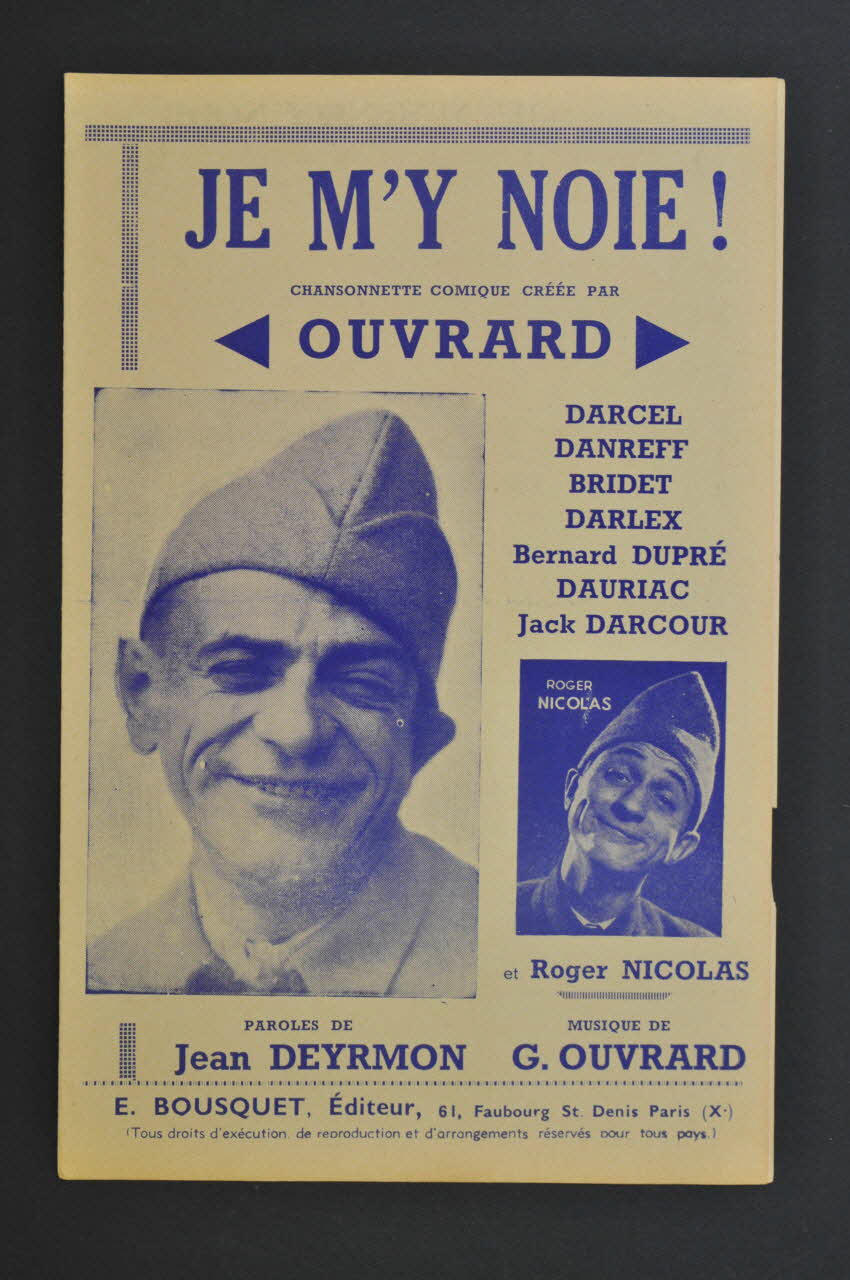 JE M'Y NOIE !
CHANSONNETTE COMIQUE CRÉÉE PAR
OUVRARD
DARCEL
DANREFF
BRIDET
DARLEX
Bernard DUPRÉ
DAURIAC
Jack DARCOUR
ROGER
NICOLAS
et Roger NICOLAS
PAROLES DE
Jean DEYRMON
MUSIQUE DE
G. OUVRARD
E. BOUSQUET, Éditeur, 61, Faubourg St. Denis Paris (X·)
(Tous droits d'exécution, de reproduction et d'arrangements réservés pour tous pays.)